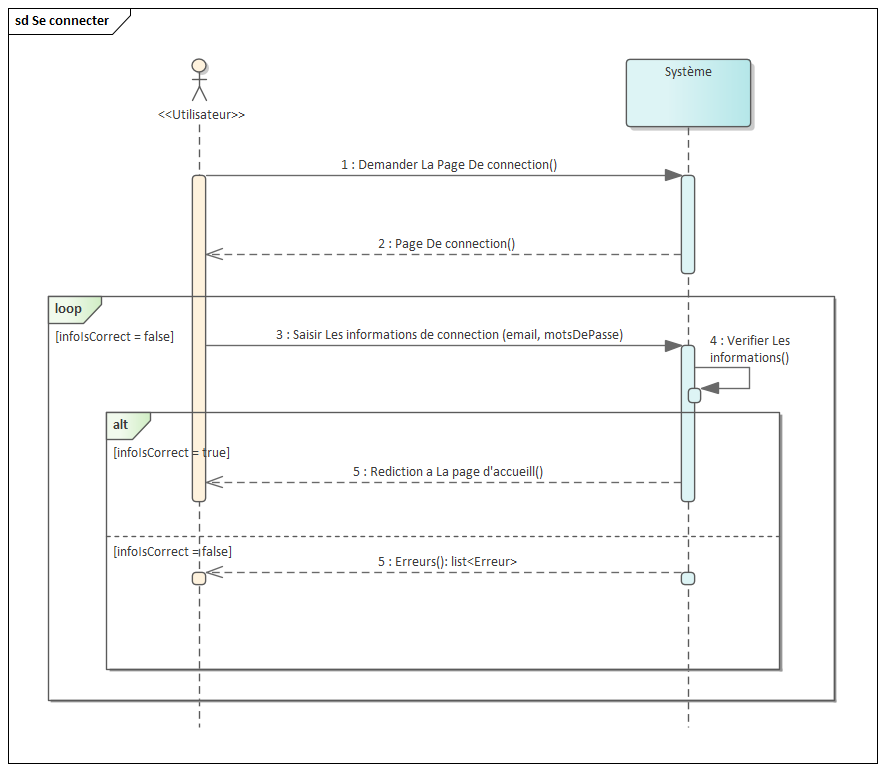 sd Se connecter
Système
<<Utilisateur>>
1 : Demander La Page De connection()
2 : Page De connection()
loop
[infoIsCorrect = false]
3 : Saisir Les informations de connection (email, motsDePasse)
4 : Verifier Les
informations()
alt
[infoIsCorrect = true]
5 : Rediction a La page d'accueill()
[infoIsCorrect = false]
5 : Erreurs(): list<Erreur>